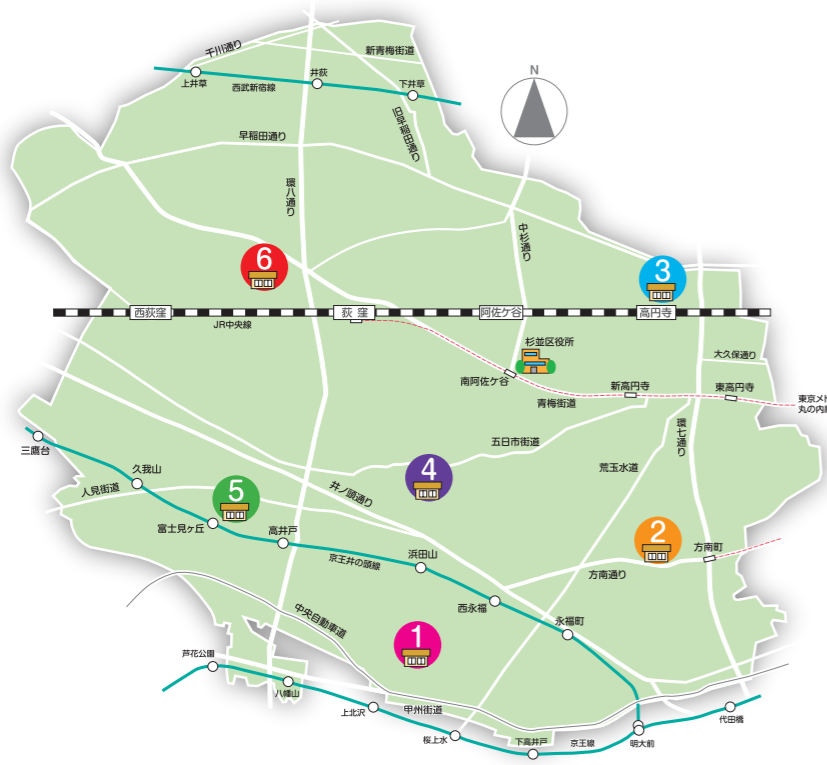 千川通り
新青梅街道
N
井荻
上井草
西武新宿線
下井草
旧早稲田通り
早稲田通り
環八通り
中杉通り
6
3
西荻窪
荻窪
阿佐ケ谷
高円寺
JR中央線
杉並区役所
大久保通り
南阿佐ケ谷
新高円寺
東高円寺
青梅街道
東京メト
丸の内線
環七通り
五日市街道
三鷹台
久我山
4
荒玉水道
人見街道
5
井ノ頭通り
富士見ケ丘
高井戸
2
方南町
京王井の頭線
浜田山
方南通り
西永福
中央自動車道
永福町
1
芦花公園
八幡山
上北沢
甲州街道
桜上水
下高井戸
京王線
明大前
代田橋